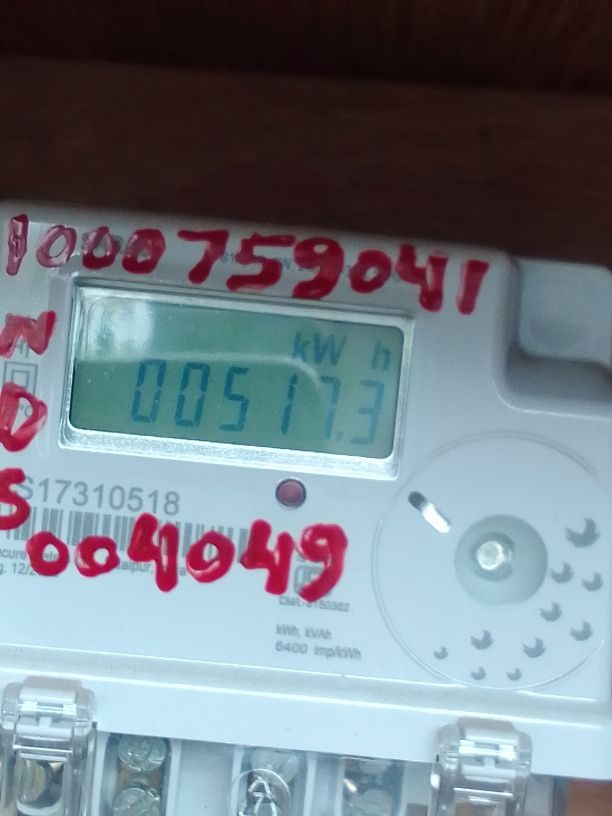 1000759041
kW h
00517.3
N
D
S
S17310518
004049
kWh, kVAh
6400 imp/kWh